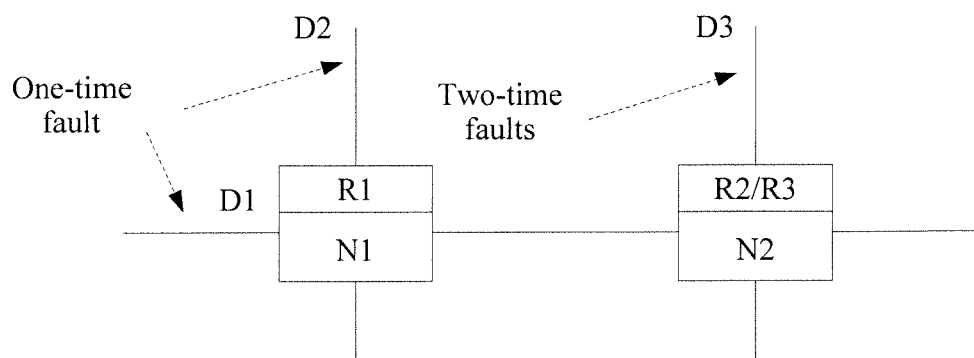 D2
D3
One-time
fault
Two-time
faults
D1
R1
N1
R2/R3
N2